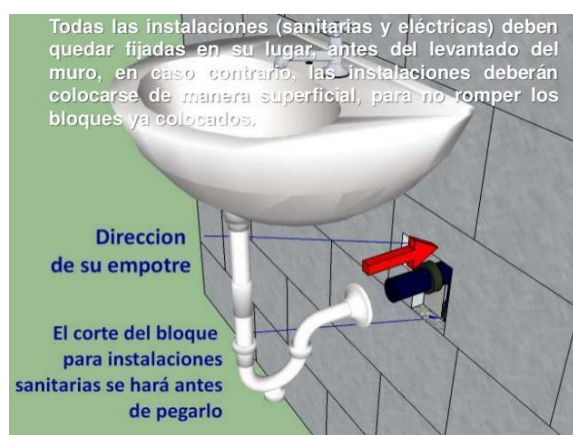 Todas las instalaciones (sanitarias y eléctricas) deben
quedar fijadas en su lugar, antes del levantado del
muro, en caso contrario, las instalaciones deberán
colocarse de manera superficial, para no romper los
bloques ya colocados.
Direccion
de su empotre
El corte del bloque
para instalaciones
sanitarias se hará antes
de pegarlo